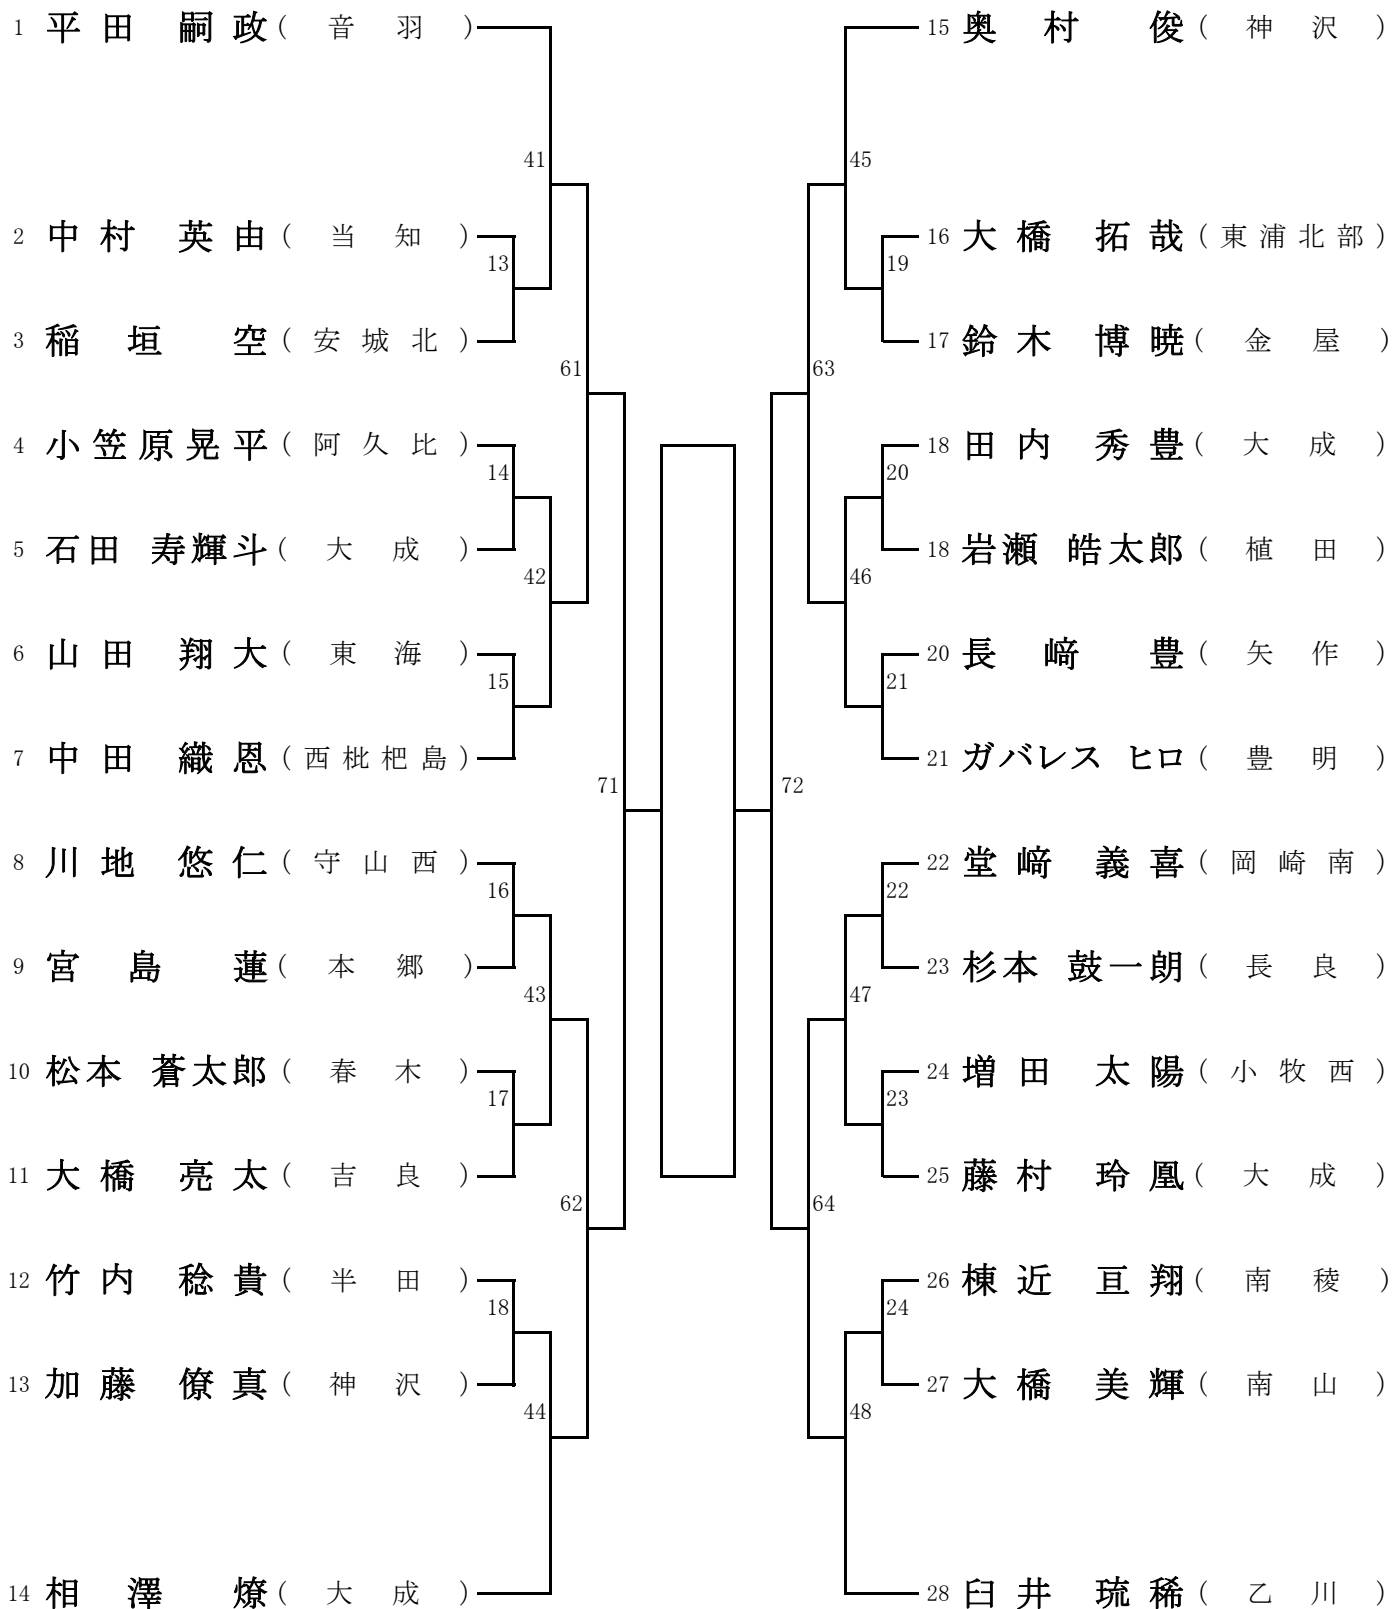 1 平田 嗣政 ( 音羽 )
41
2 中村 英由 ( 当知 )
13
3 稲垣 空 ( 安城北 )
61
4 小笠原晃平 ( 阿久比 )
14
5 石田 寿輝斗 ( 大成 )
42
6 山田 翔大 ( 東海 )
15
7 中田 織恩 ( 西枇杷島 )
71
8 川地 悠仁 ( 守山西 )
16
9 宮島 蓮 ( 本郷 )
43
10 松本 蒼太郎 ( 春木 )
17
11 大橋 亮太 ( 吉良 )
62
12 竹内 稔貴 ( 半田 )
18
13 加藤 僚真 ( 神沢 )
44
14 相澤 燎 ( 大成 )
15 奥村 俊 ( 神沢 )
45
16 大橋 拓哉 ( 東浦北部 )
19
17 鈴木 博暁 ( 金屋 )
63
18 田内 秀豊 ( 大成 )
20
18 岩瀬 皓太郎 ( 植田 )
46
20 長﨑 豊 ( 矢作 )
21
21 ガバレス ヒロ ( 豊明 )
72
22 堂﨑 義喜 ( 岡崎南 )
22
23 杉本 鼓一朗 ( 長良 )
47
24 増田 太陽 ( 小牧西 )
23
25 藤村 玲凰 ( 大成 )
64
26 棟近 亘翔 ( 南稜 )
24
27 大橋 美輝 ( 南山 )
48
28 臼井 琉稀 ( 乙川 )